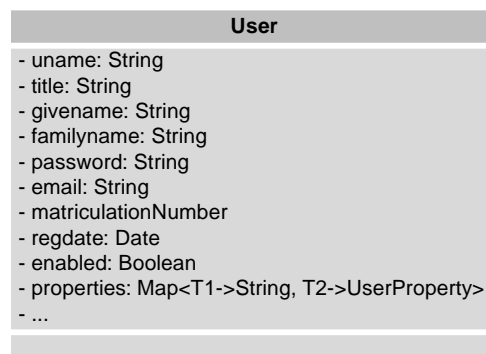 User
- uname: String
- title: String
- givename: String
- familyname: String
- password: String
- email: String
- matriculationNumber
- regdate: Date
- enabled: Boolean
- properties: Map<T1->String, T2->UserProperty>
- ...